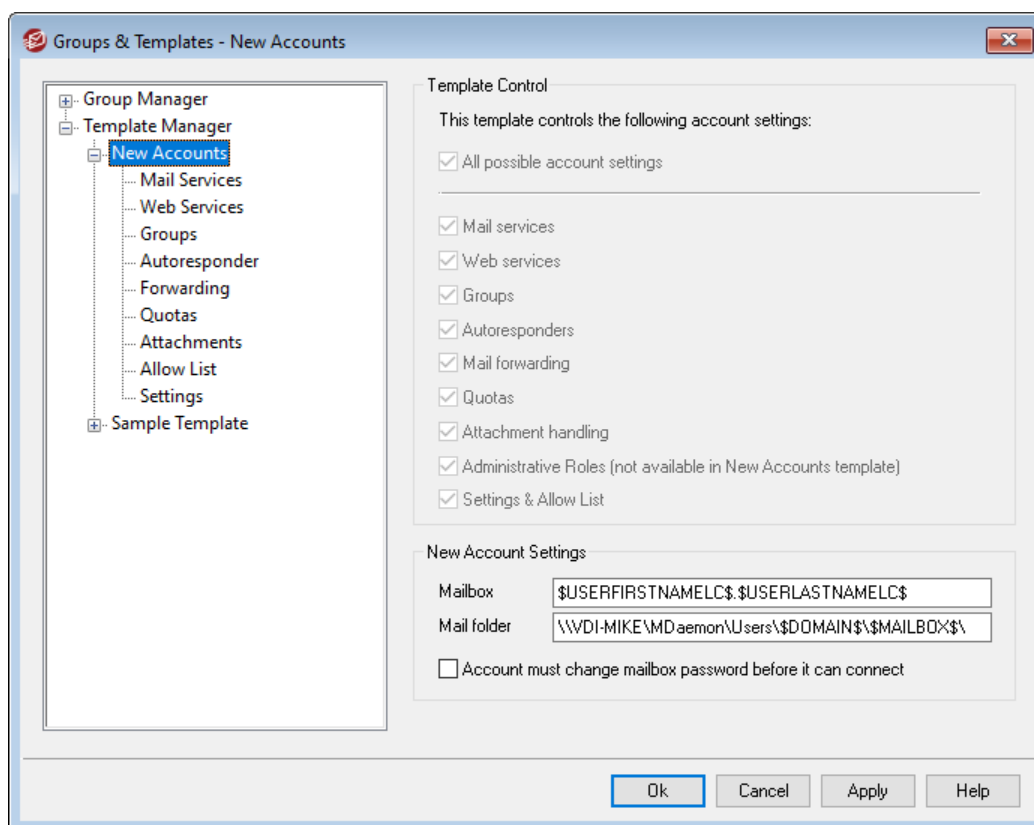 Groups & Templates - New Accounts
Group Manager
Template Manager
New Accounts
Mail Services
Web Services
Groups
Autoresponder
Forwarding
Quotas
Attachments
Allow List
Settings
Sample Template
Template Control
This template controls the following account settings:
All possible account settings
Mail services
Web services
Groups
Autoresponders
Mail forwarding
Quotas
Attachment handling
Administrative Roles (not available in New Accounts template)
Settings & Allow List
New Account Settings
Mailbox $USERFIRSTNAMELC$.$USERLASTNAMELC$
Mail folder \\VDI-MIKE\MDaemon\Users\$DOMAIN$\$MAILBOX$\
Account must change mailbox password before it can connect
Ok Cancel Apply Help